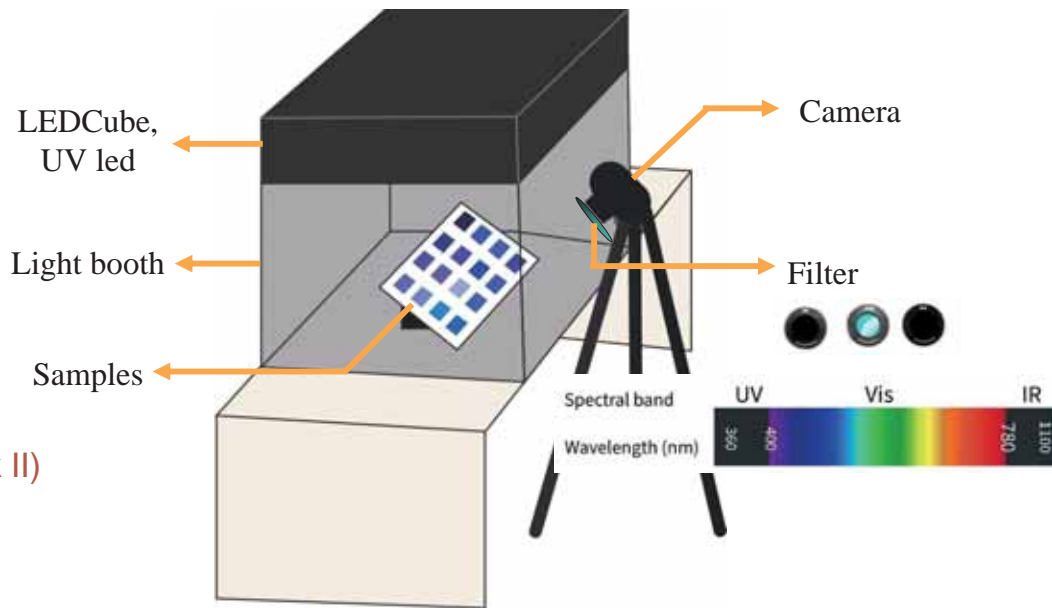 LEDCube,
UV led
Camera
Light booth
Filter
Samples
Spectral band
UV Vis IR
Wavelength (nm)
360 400 780 1100
II)